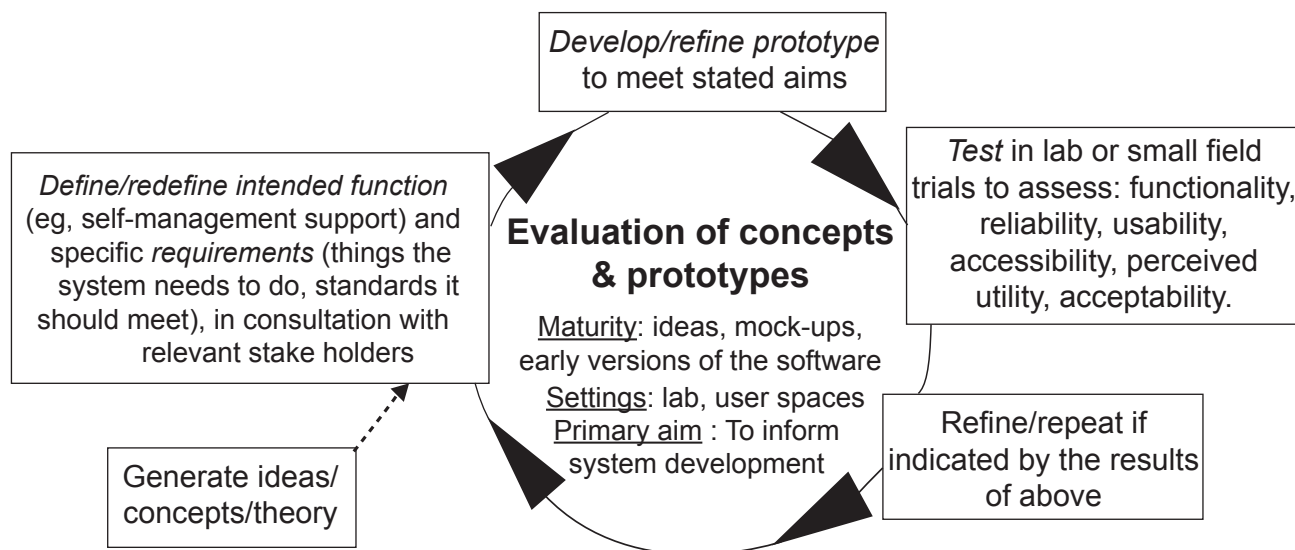 Develop/refine prototype
to meet stated aims
Define/redefine intended function
(eg, self-management support) and
specific requirements (things the
system needs to do, standards it
should meet), in consultation with
relevant stake holders
Test in lab or small field
trials to assess: functionality,
reliability, usability,
accessibility, perceived
utility, acceptability.
Evaluation of concepts
& prototypes
Maturity: ideas, mock-ups,
early versions of the software
Settings: lab, user spaces
Primary aim : To inform
system development
Refine/repeat if
indicated by the results
of above
Generate ideas/
concepts/theory